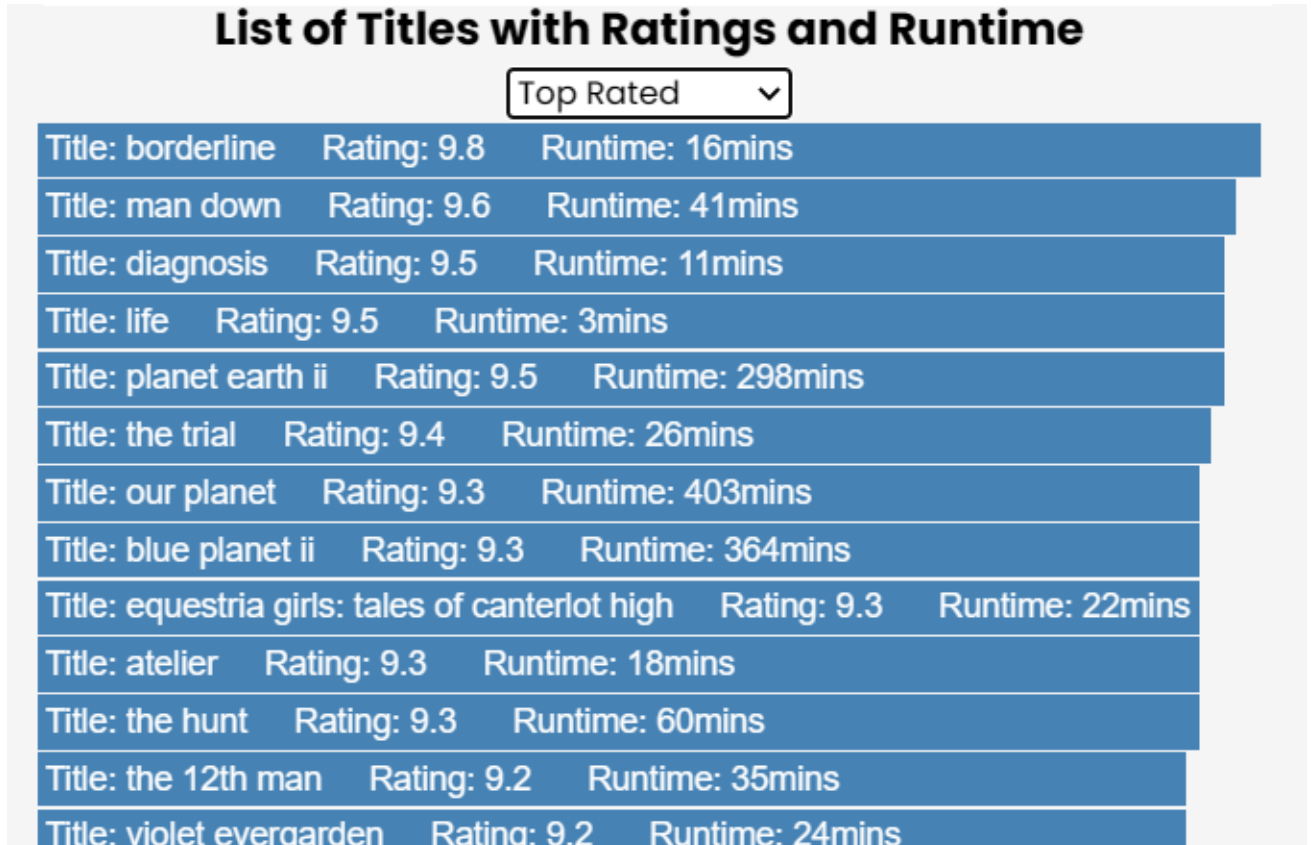 List of Titles with Ratings and Runtime
Top Rated
Title: borderline Rating: 9.8 Runtime: 16mins
Title: man down Rating: 9.6 Runtime: 41mins
Title: diagnosis Rating: 9.5 Runtime: 11mins
Title: life Rating: 9.5 Runtime: 3mins
Title: planet earth ii Rating: 9.5 Runtime: 298mins
Title: the trial Rating: 9.4 Runtime: 26mins
Title: our planet Rating: 9.3 Runtime: 403mins
Title: blue planet ii Rating: 9.3 Runtime: 364mins
Title: equestria girls: tales of canterlot high Rating: 9.3 Runtime: 22mins
Title: atelier Rating: 9.3 Runtime: 18mins
Title: the hunt Rating: 9.3 Runtime: 60mins
Title: the 12th man Rating: 9.2 Runtime: 35mins
Title: violet evergarden Rating: 9.2 Runtime: 24mins